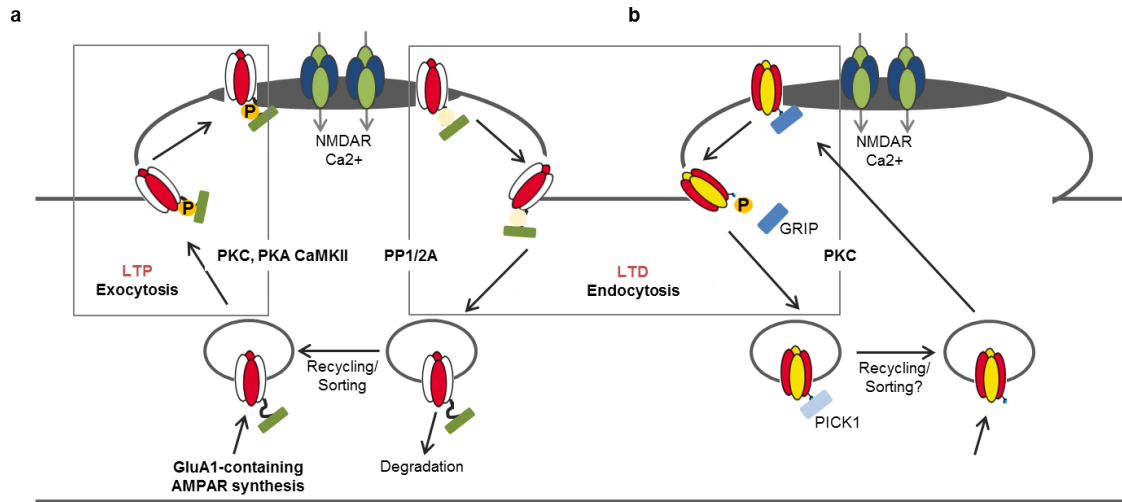 a
b
P
NMDAR
Ca2+
NMDAR
Ca2+
P
P
GRIP
PKC, PKA CaMKII
PP1/2A
PKC
LTP
Exocytosis
LTD
Endocytosis
Recycling/
Sorting
Recycling/
Sorting?
PICK1
GluA1-containing
AMPAR synthesis
Degradation